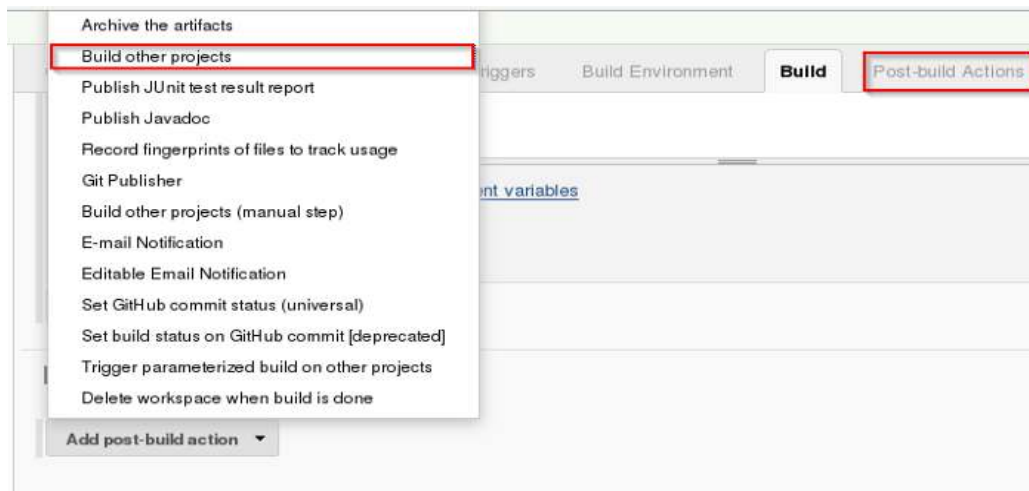 Archive the artifacts
Build other projects
riggers Build Environment Build Post-build Actions
Publish JUnit test result report
Publish Javadoc
Record fingerprints of files to track usage
Git Publisher
nt variables
Build other projects (manual step)
E-mail Notification
Editable Email Notification
Set GitHub commit status (universal)
Set build status on GitHub commit [deprecated]
Trigger parameterized build on other projects
Delete workspace when build is done
Add post-build action